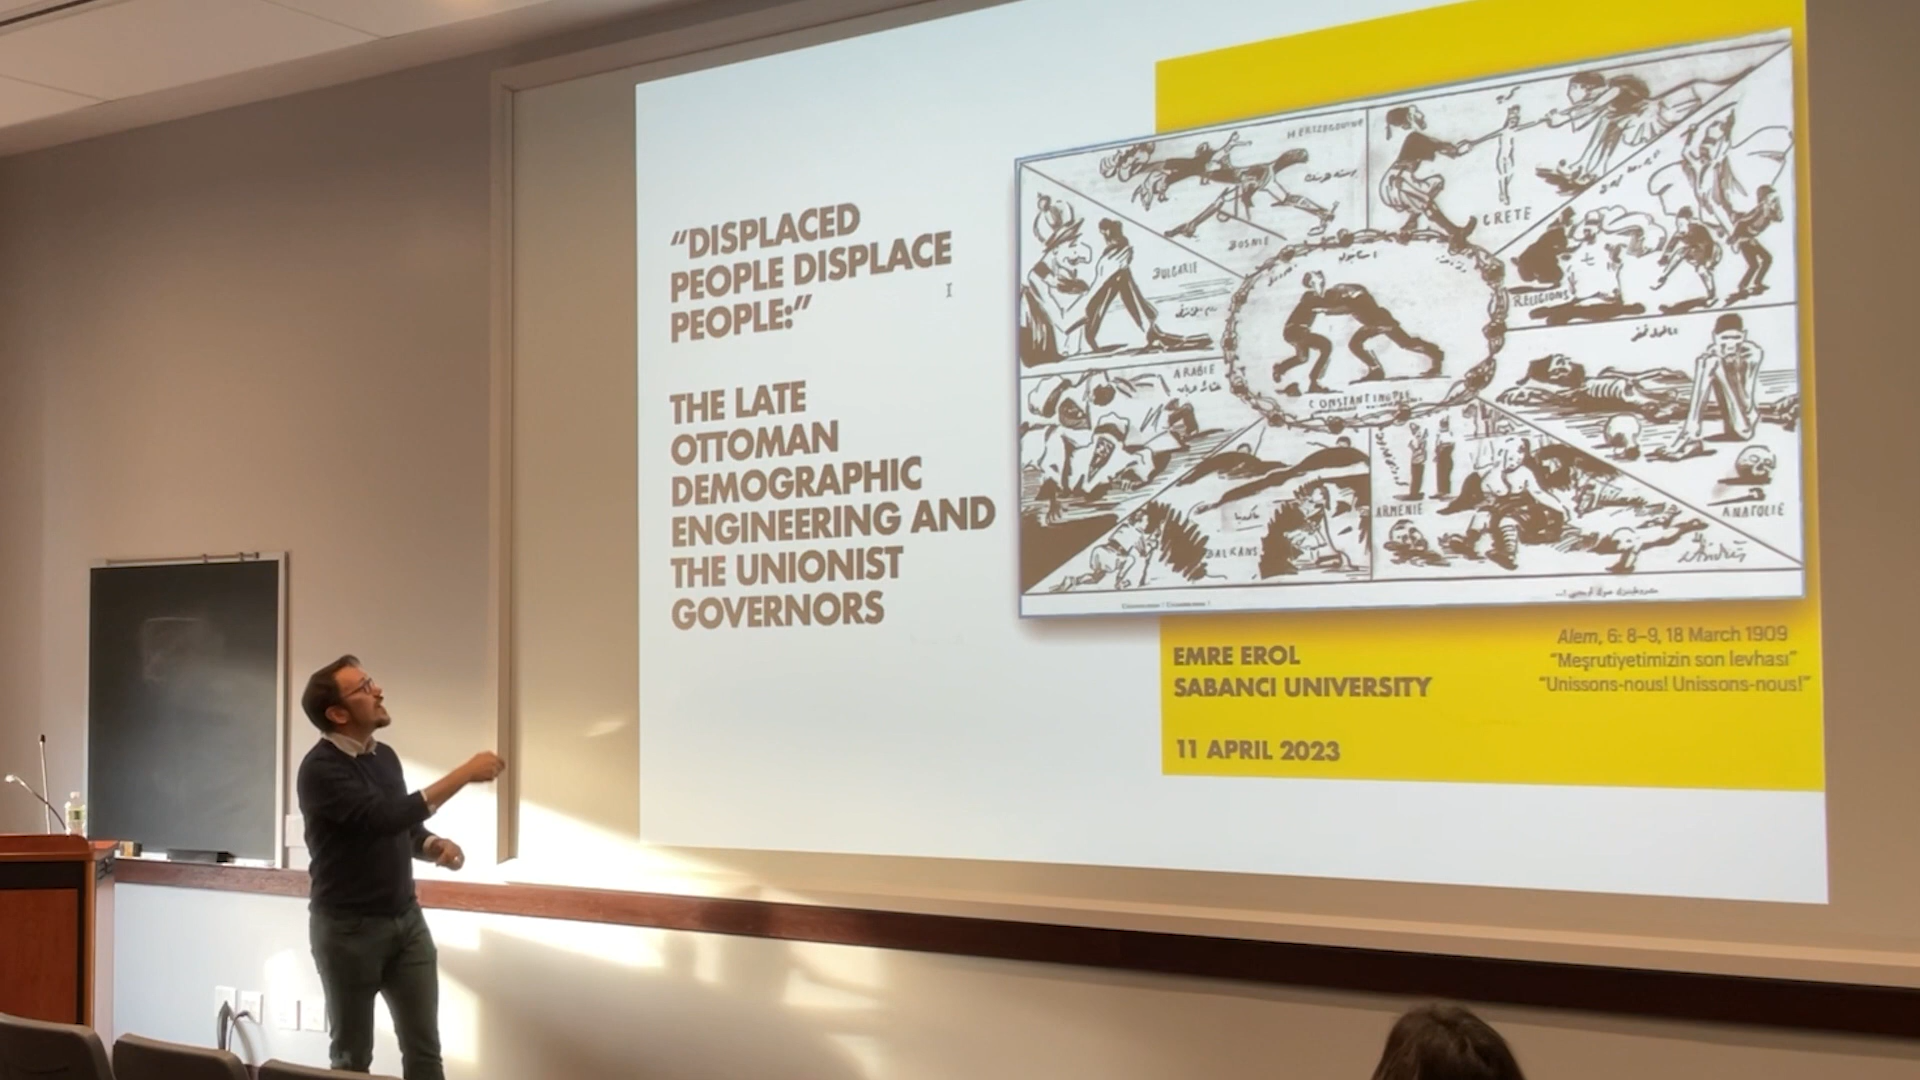 “DISPLACED
PEOPLE DISPLACE
PEOPLE:”
THE LATE
OTTOMAN
DEMOGRAPHIC
ENGINEERING AND
THE UNIONIST
GOVERNORS
HERZEGOVINE
BOSNIE
CRETE
BULGARIE
RELIGIONS
ARABIE
CONSTANTINOPLE
ARMENIE
ANATOLIE
BALKANS
EMRE EROL
SABANCI UNIVERSITY
11 APRIL 2023
Alem, 6: 8–9, 18 March 1909
“Meşrutiyetimizin son levhası”
“Unissons-nous! Unissons-nous!”